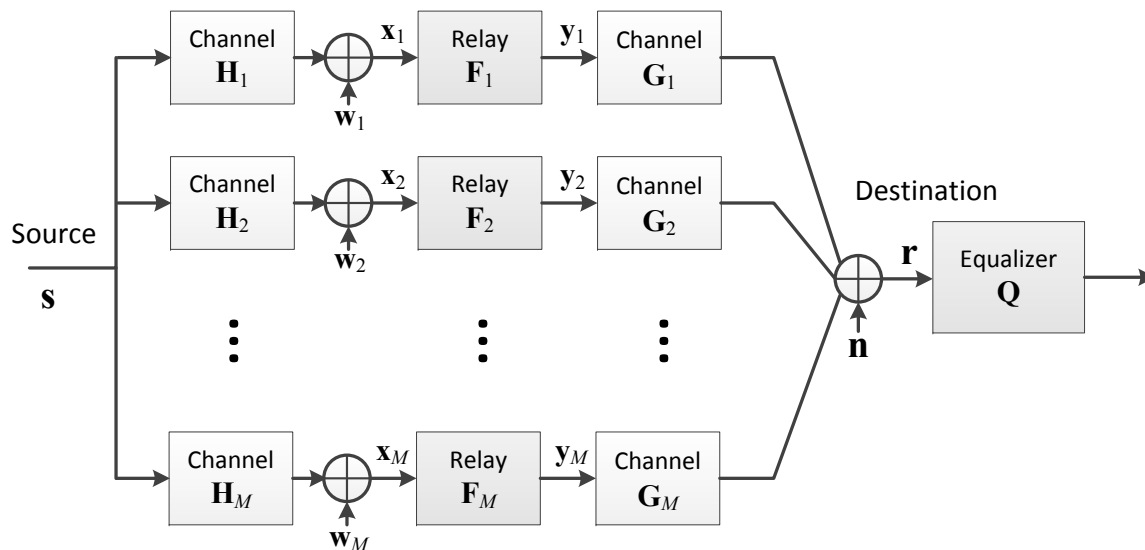 Channel
H1
x1
Relay
F1
y1
Channel
G1
w1
Channel
H2
x2
Relay
F2
y2
Channel
G2
w2
Source
s
Destination
r
Equalizer
Q
n
Channel
HM
xM
Relay
FM
yM
Channel
GM
wM